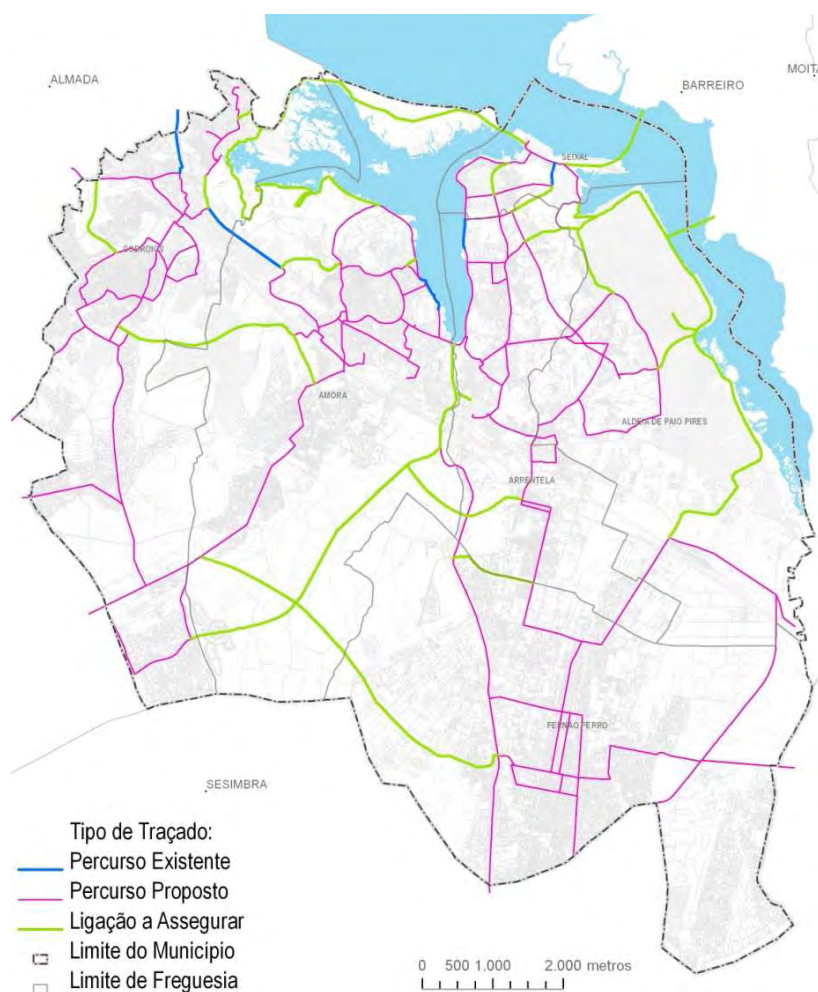 ALMADA
BARREIRO
MOITA
SEIXAL
CORROIOS
AMORA
ALDEIA DE PAIO PIRES
ARRENTELA
FERNÃO FERRO
SESIMBRA
Tipo de Traçado:
Percurso Existente
Percurso Proposto
Ligação a Assegurar
Limite do Município
Limite de Freguesia
0 500 1.000 2.000 metros